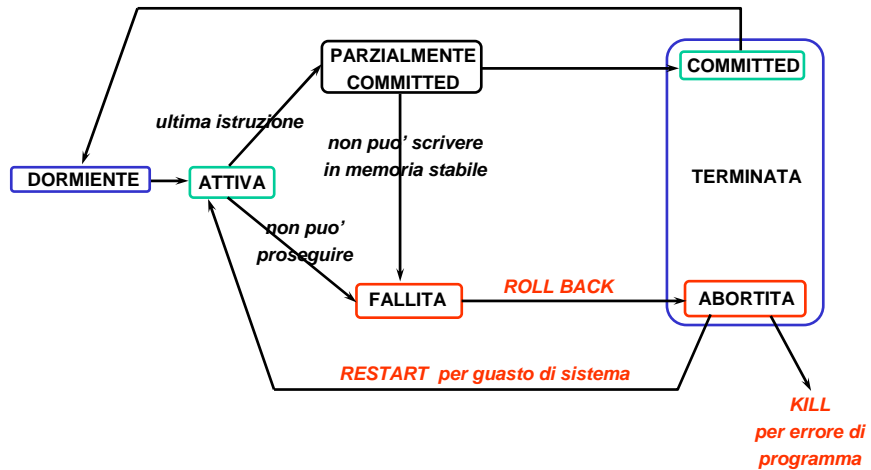 PARZIALMENTE
COMMITTED
COMMITTED
ultima istruzione
non puo' scrivere
in memoria stabile
DORMIENTE
ATTIVA
TERMINATA
non puo'
proseguire
FALLITA
ROLL BACK
ABORTITA
RESTART per guasto di sistema
KILL
per errore di
programma